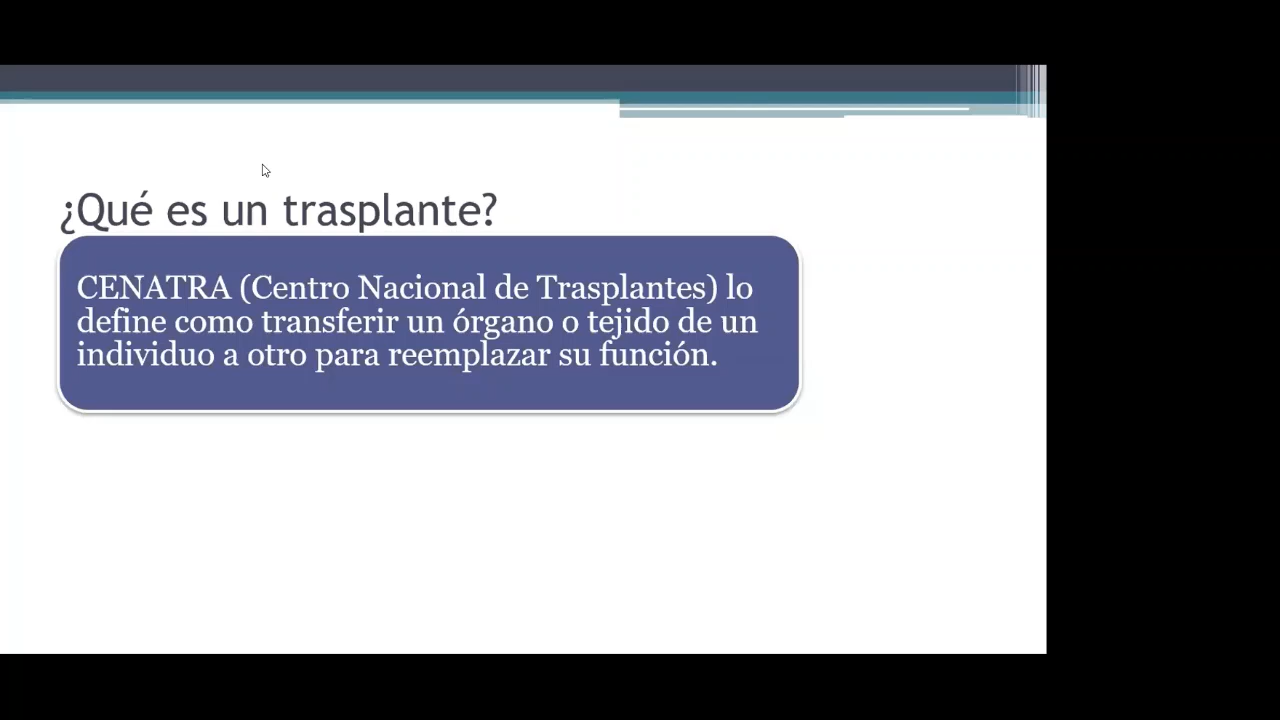 ¿Qué es un trasplante?
CENATRA (Centro Nacional de Trasplantes) lo
define como transferir un órgano o tejido de un
individuo a otro para reemplazar su función.